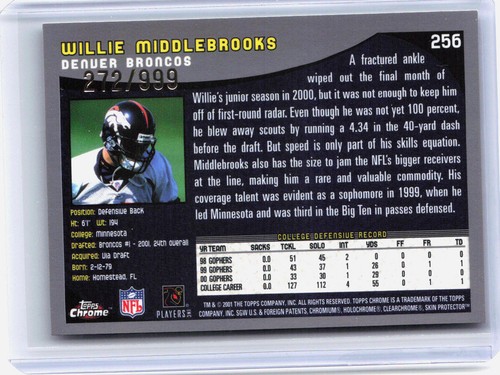 WILLIE MIDDLEBROOKS
256
DENVER BRONCOS
272/999
A fractured ankle
wiped out the final month of
Willie's junior season in 2000, but it was not enough to keep him
off of first-round radar. Even though he was not yet 100 percent,
he blew away scouts by running a 4.34 in the 40-yard dash
before the draft. But speed is only part of his skills equation.
Middlebrooks also has the size to jam the NFL's bigger receivers
at the line, making him a rare and valuable commodity. His
coverage talent was evident as a sophomore in 1999, when he
led Minnesota and was third in the Big Ten in passes defensed.
Position: Defensive Back
Ht: 6'1" Wt: 194
College: Minnesota
Drafted: Broncos #1 - 2001, 24th overall
Acquired: Via Draft
Born: 2-12-79
Home: Homestead, FL
COLLEGE DEFENSIVE RECORD
YR TEAM SACKS TCKL SOLO INT YDS FF FR TD
98 GOPHERS 0.0 51 45 2 0 0 0 0
99 GOPHERS 0.0 43 37 1 26 0 1 1
00 GOPHERS 0.0 33 30 1 29 0 0 0
COLLEGE CAREER 0.0 127 112 4 55 0 1 1
Topps
Chrome
NFL
PLAYERS INC
TM & © 2001 THE TOPPS COMPANY, INC. ALL RIGHTS RESERVED. TOPPS CHROME IS A TRADEMARK OF THE TOPPS
COMPANY, INC. SGW U.S. & FOREIGN PATENTS, CHROMIUM®, HOLOCHROME®, CLEARCHROME®, SKIN PROTECTOR™